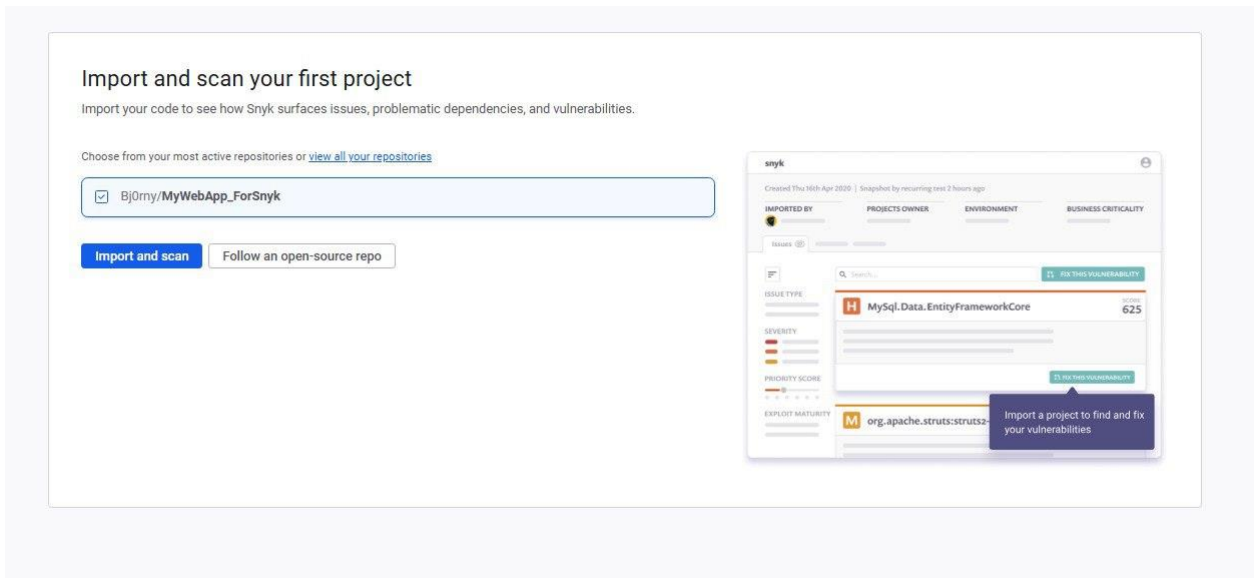 Import and scan your first project
Import your code to see how Snyk surfaces issues, problematic dependencies, and vulnerabilities.
Choose from your most active repositories or view all your repositories
Bj0rny/MyWebApp_ForSnyk
Import and scan
Follow an open-source repo
snyk
Created Thu 16th Apr 2020 | Snapshot by recurring test 2 hours ago
IMPORTED BY
PROJECTS OWNER
ENVIRONMENT
BUSINESS CRITICALITY
Issues
Search...
FIX THIS VULNERABILITY
ISSUE TYPE
H MySql.Data.EntityFrameworkCore
SCORE
625
SEVERITY
PRIORITY SCORE
FIX THIS VULNERABILITY
EXPLOIT MATURITY
M org.apache.struts:struts2-
Import a project to find and fix
your vulnerabilities